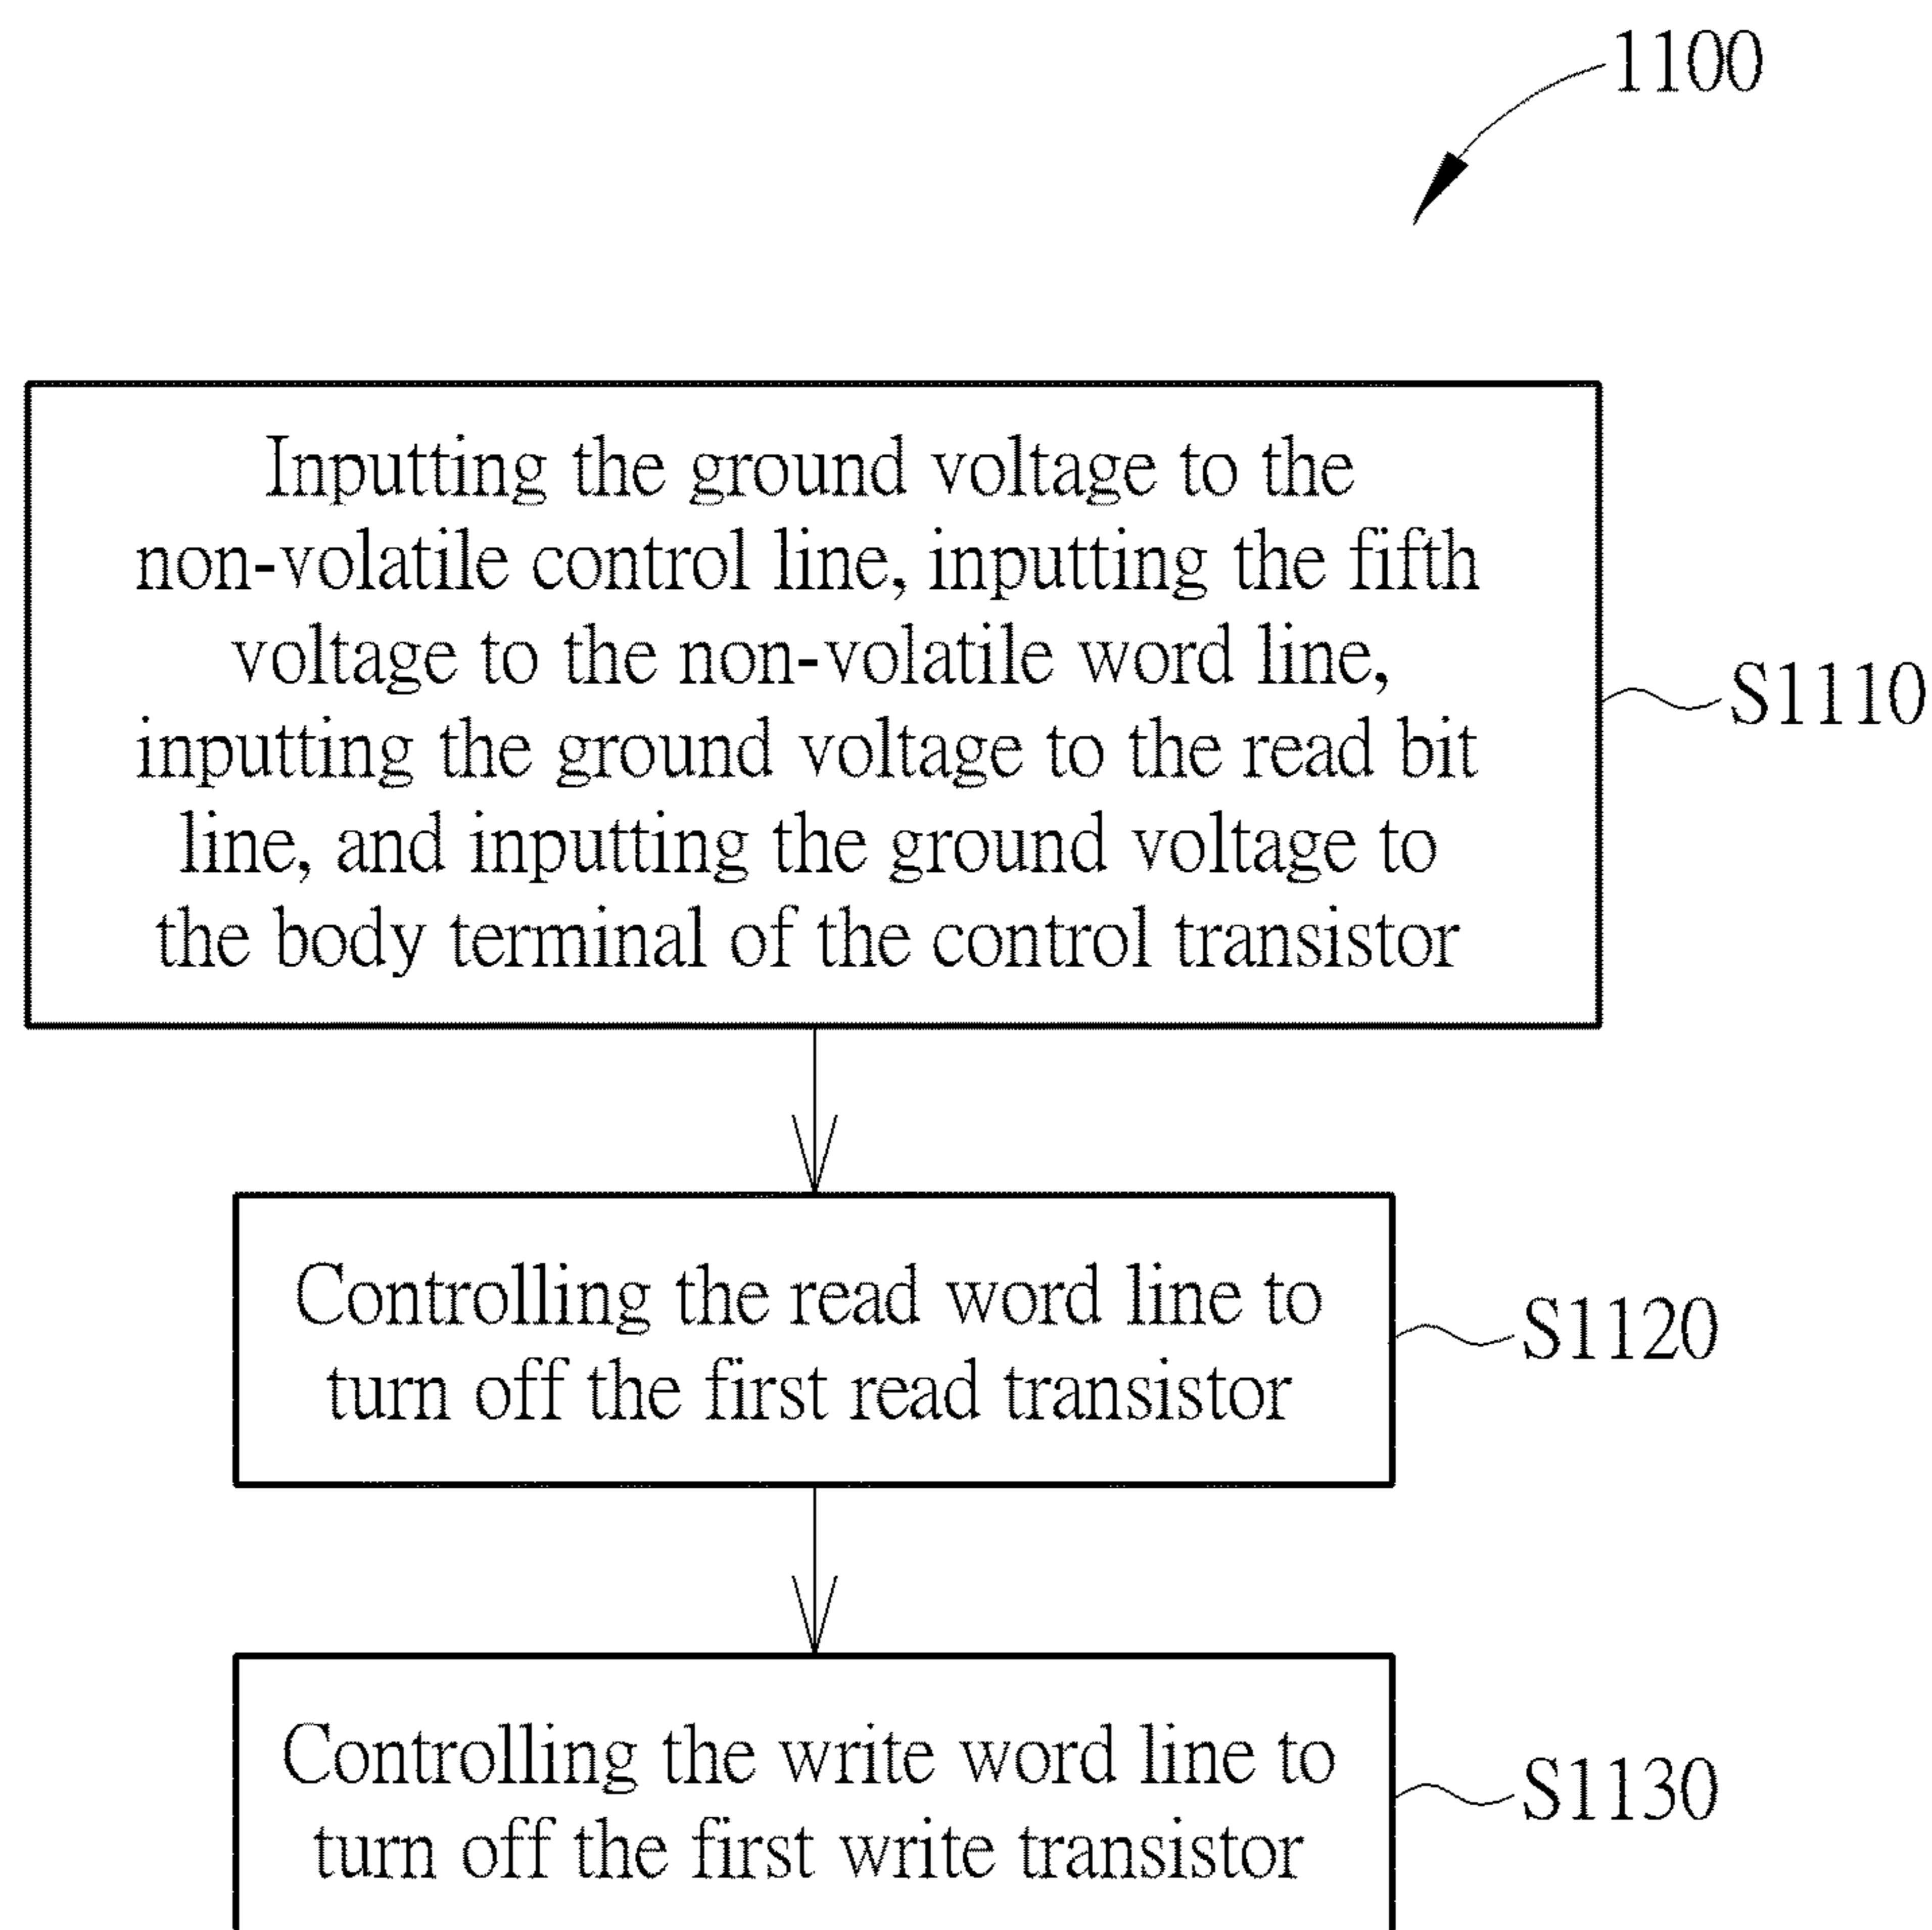 1100
Inputting the ground voltage to the
non-volatile control line, inputting the fifth
voltage to the non-volatile word line,
inputting the ground voltage to the read bit
line, and inputting the ground voltage to
the body terminal of the control transistor
S1110
Controlling the read word line to
turn off the first read transistor
S1120
Controlling the write word line to
turn off the first write transistor
S1130